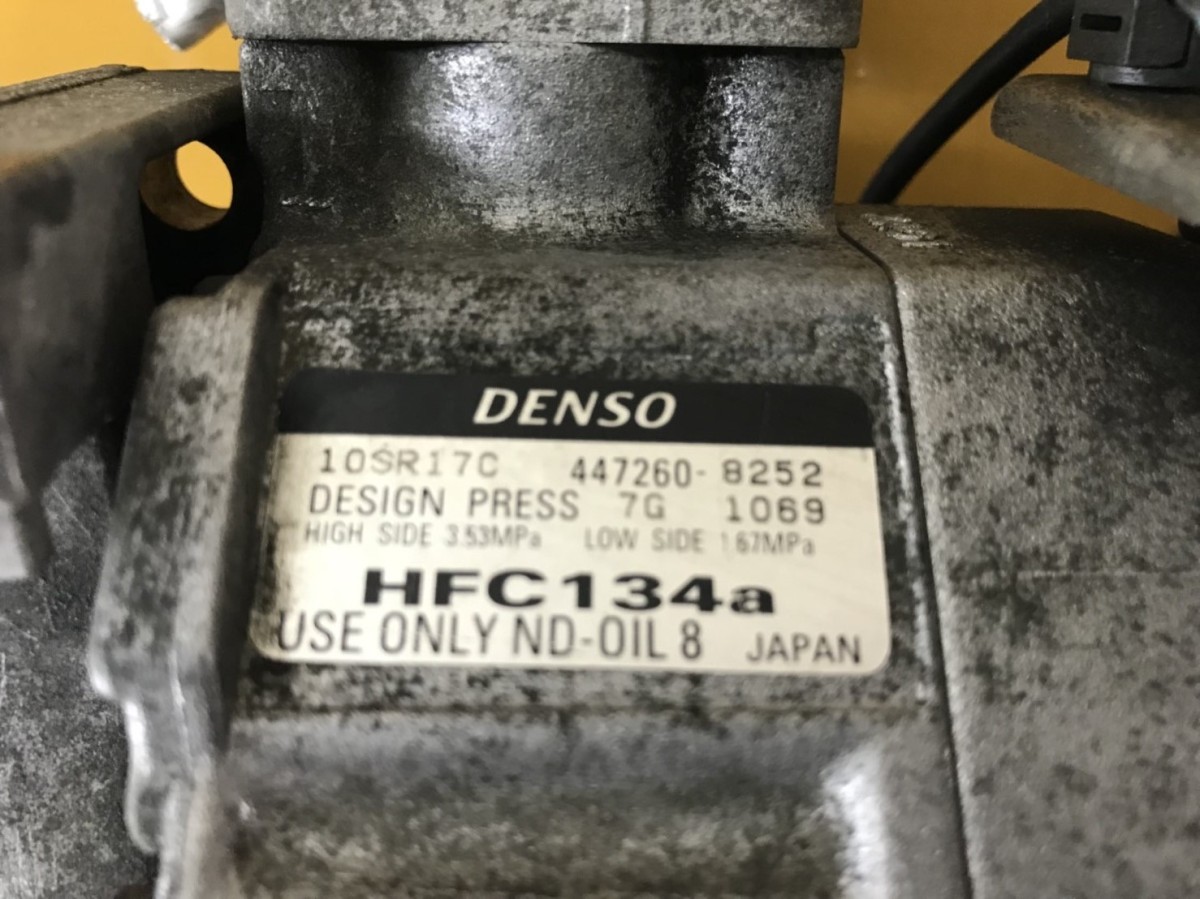 DENSO
10SR17C 447260-8252
DESIGN PRESS 7G 1069
HIGH SIDE 3.53MPa LOW SIDE 1.67MPa
HFC134a
USE ONLY ND-OIL 8 JAPAN